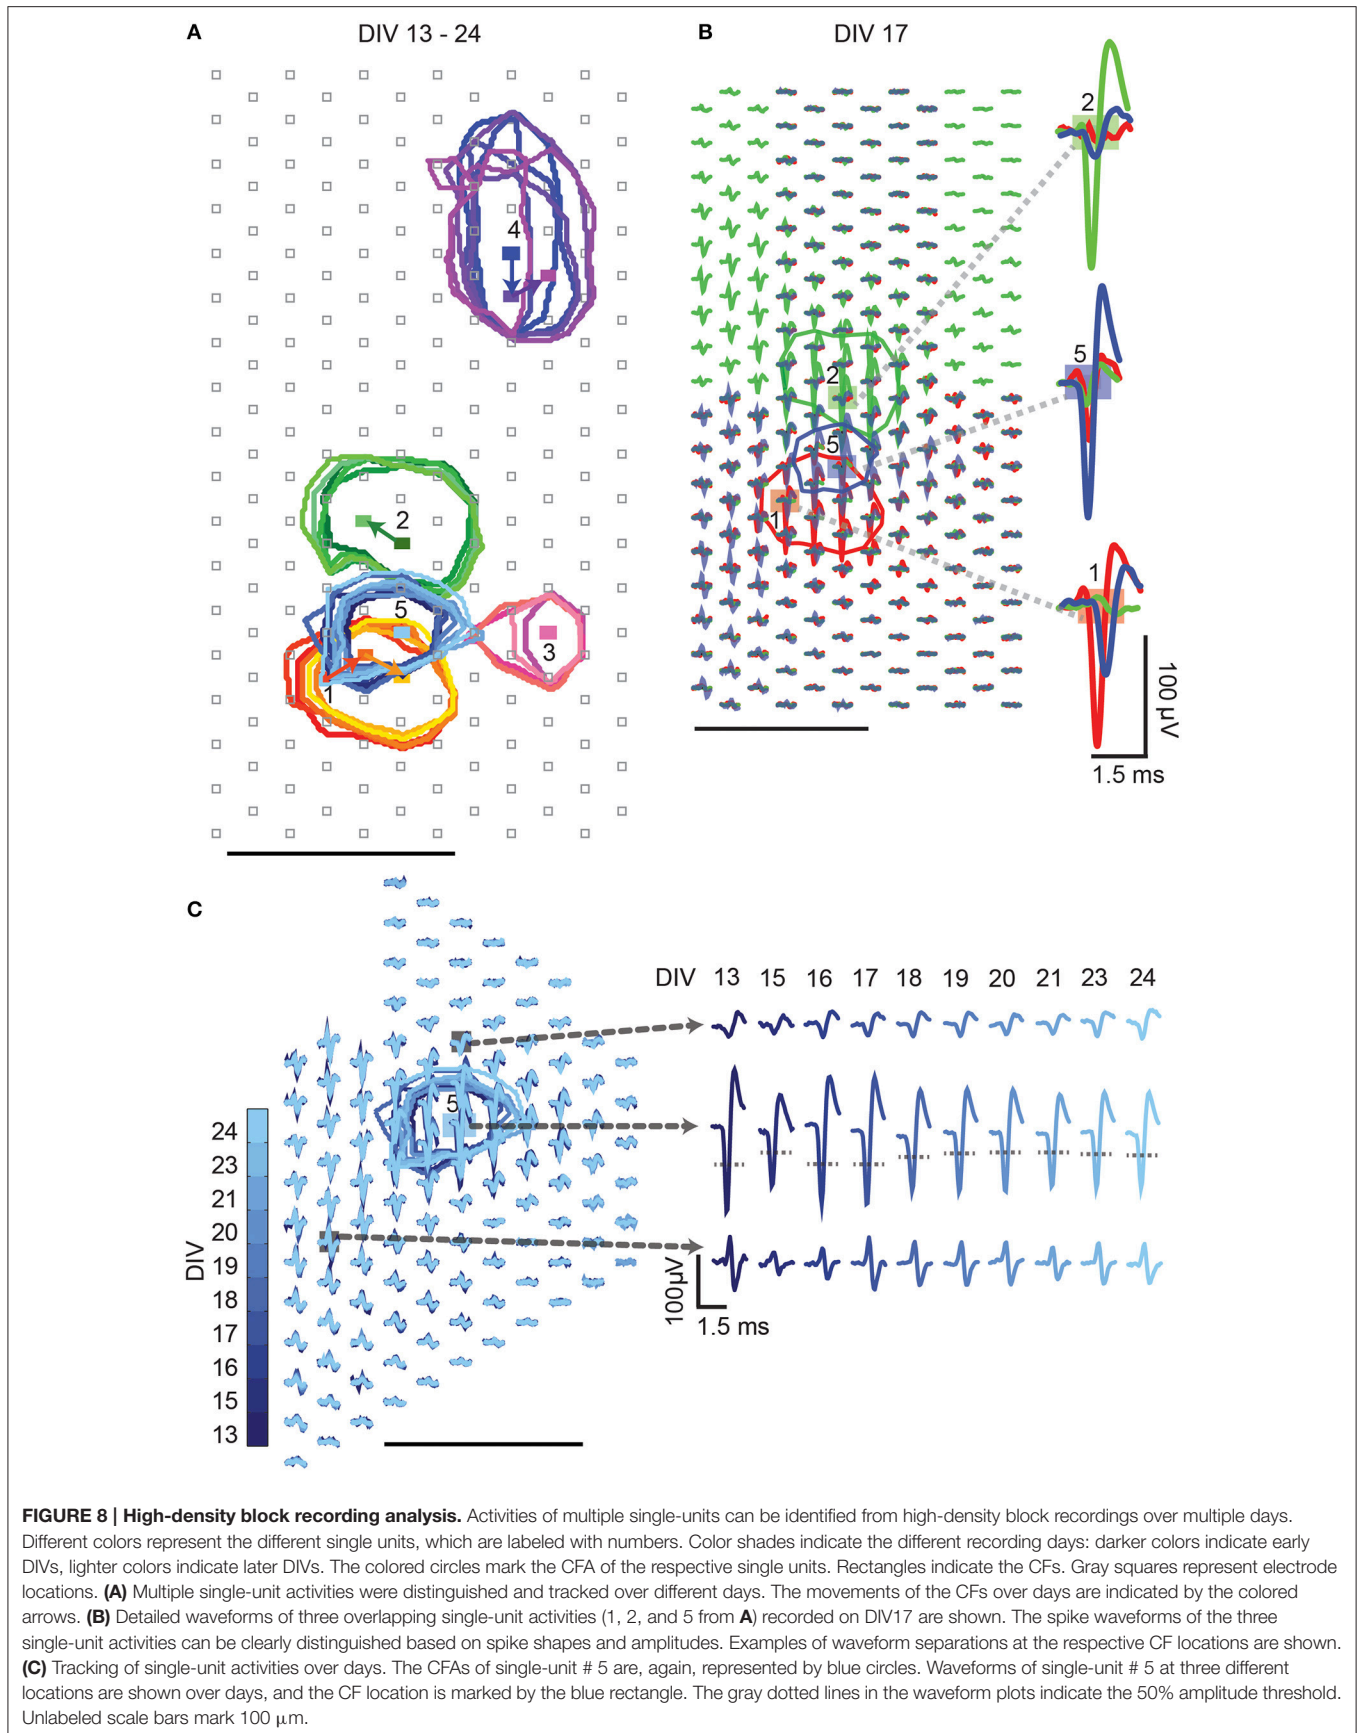 A
DIV 13 - 24
B
DIV 17
4
2
5
3
1
2
5
1
2
5
1
100 µV
1.5 ms
C
DIV 13 15 16 17 18 19 20 21 23 24
5
DIV
24
23
21
20
19
18
17
16
15
13
100µV
1.5 ms
FIGURE 8 | High-density block recording analysis. Activities of multiple single-units can be identified from high-density block recordings over multiple days.
Different colors represent the different single units, which are labeled with numbers. Color shades indicate the different recording days: darker colors indicate early
DIVs, lighter colors indicate later DIVs. The colored circles mark the CFA of the respective single units. Rectangles indicate the CFs. Gray squares represent electrode
locations. (A) Multiple single-unit activities were distinguished and tracked over different days. The movements of the CFs over days are indicated by the colored
arrows. (B) Detailed waveforms of three overlapping single-unit activities (1, 2, and 5 from A) recorded on DIV17 are shown. The spike waveforms of the three
single-unit activities can be clearly distinguished based on spike shapes and amplitudes. Examples of waveform separations at the respective CF locations are shown.
(C) Tracking of single-unit activities over days. The CFAs of single-unit # 5 are, again, represented by blue circles. Waveforms of single-unit # 5 at three different
locations are shown over days, and the CF location is marked by the blue rectangle. The gray dotted lines in the waveform plots indicate the 50% amplitude threshold.
Unlabeled scale bars mark 100 µm.